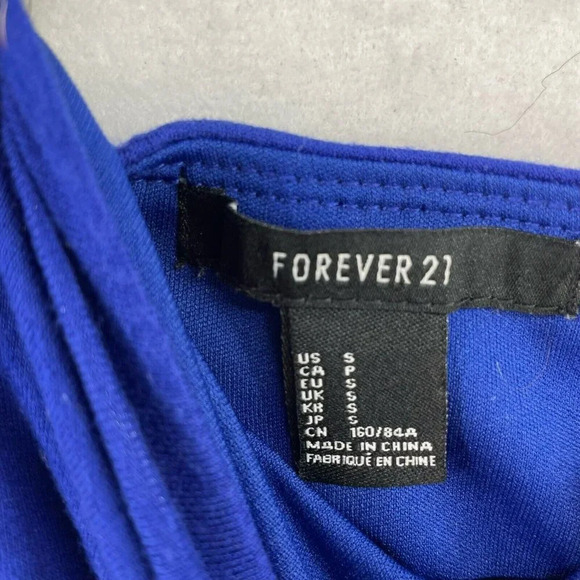 FOREVER 21
US S
CA P
EU S
UK S
KR S
JP S
CN 160/84A
MADE IN CHINA
FABRIQUÉ EN CHINE